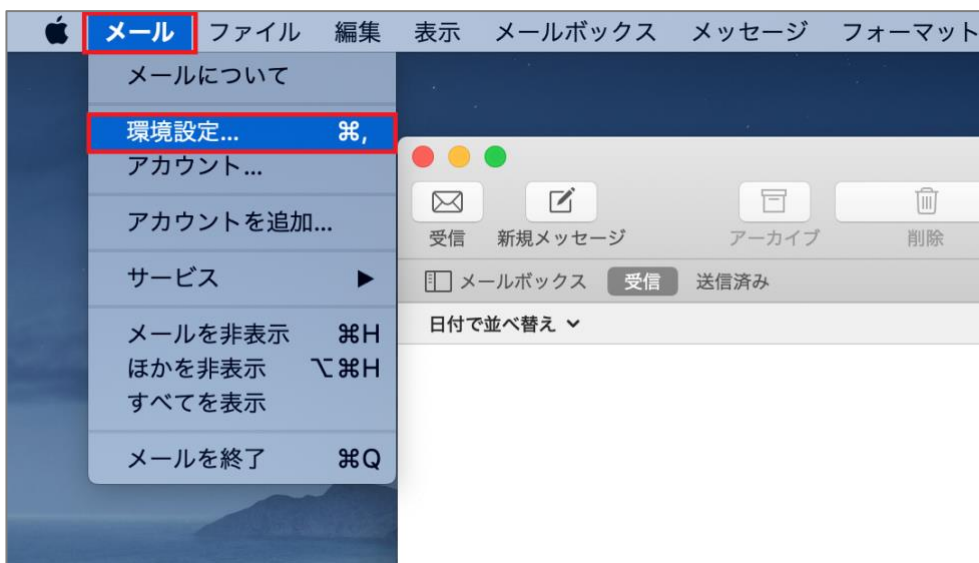 メール ファイル 編集 表示 メールボックス メッセージ フォーマット
メールについて
環境設定... ⌘,
アカウント...
アカウントを追加...
サービス ▶
メールを非表示 ⌘H
ほかを非表示 ⌥⌘H
すべてを表示
メールを終了 ⌘Q
受信 新規メッセージ アーカイブ 削除
メールボックス 受信 送信済み
日付で並べ替え